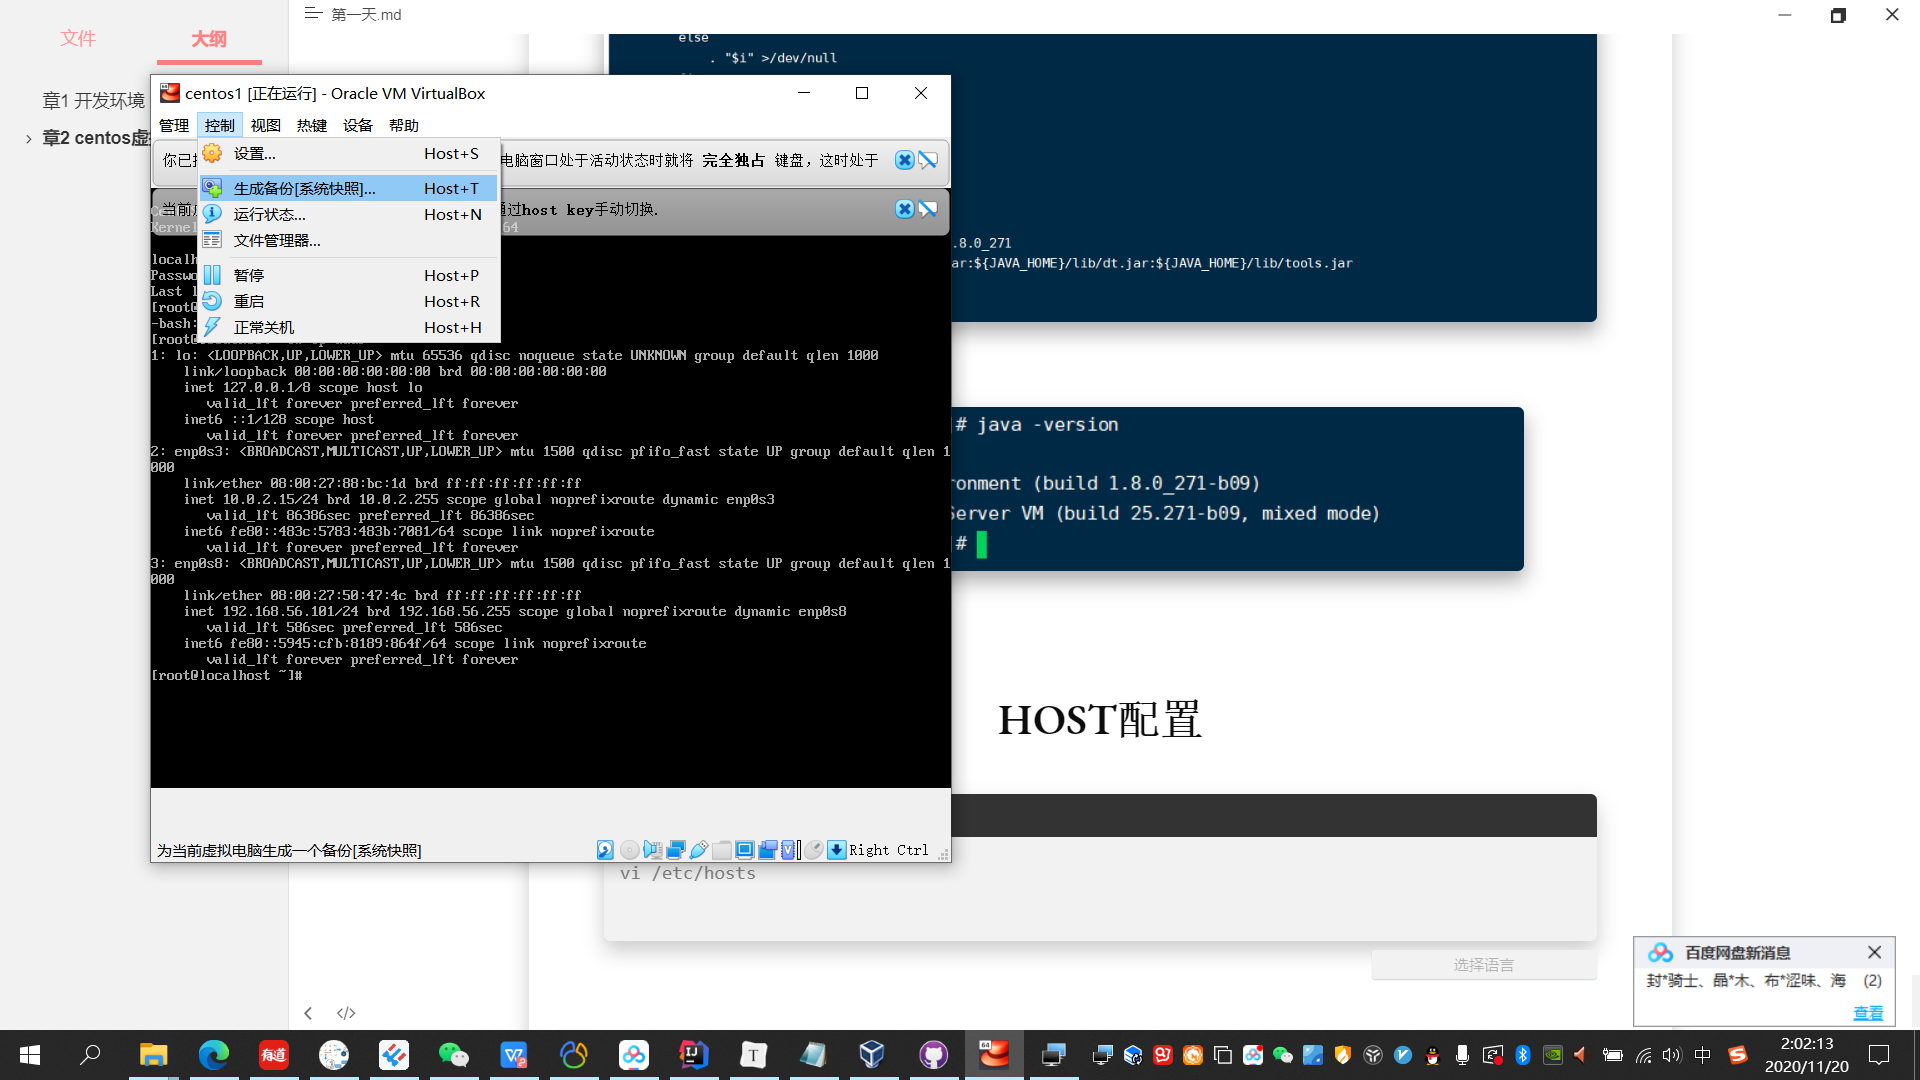 文件
大纲
第一天.md
章1 开发环境
章2 centos虚
else
. "$i" >/dev/null
.8.0_271
ar:${JAVA_HOME}/lib/dt.jar:${JAVA_HOME}/lib/tools.jar
centos1 [正在运行] - Oracle VM VirtualBox
管理 控制 视图 热键 设备 帮助
设置... Host+S
生成备份[系统快照]... Host+T
运行状态... Host+N
文件管理器...
暂停 Host+P
重启 Host+R
正常关机 Host+H
电脑窗口处于活动状态时就将 完全独占 键盘，这时处于
通过host key手动切换.
Kernel
64
localh
Passwo
Last l
[root@
-bash:
[root@
1: lo: <LOOPBACK,UP,LOWER_UP> mtu 65536 qdisc noqueue state UNKNOWN group default qlen 1000
link/loopback 00:00:00:00:00:00 brd 00:00:00:00:00:00
inet 127.0.0.1/8 scope host lo
valid_lft forever preferred_lft forever
inet6 ::1/128 scope host
valid_lft forever preferred_lft forever
2: enp0s3: <BROADCAST,MULTICAST,UP,LOWER_UP> mtu 1500 qdisc pfifo_fast state UP group default qlen 1
000
link/ether 08:00:27:88:bc:1d brd ff:ff:ff:ff:ff:ff
inet 10.0.2.15/24 brd 10.0.2.255 scope global noprefixroute dynamic enp0s3
valid_lft 86386sec preferred_lft 86386sec
inet6 fe80::483c:5783:483b:7081/64 scope link noprefixroute
valid_lft forever preferred_lft forever
3: enp0s8: <BROADCAST,MULTICAST,UP,LOWER_UP> mtu 1500 qdisc pfifo_fast state UP group default qlen 1
000
link/ether 08:00:27:50:47:4c brd ff:ff:ff:ff:ff:ff
inet 192.168.56.101/24 brd 192.168.56.255 scope global noprefixroute dynamic enp0s8
valid_lft 586sec preferred_lft 586sec
inet6 fe80::5945:cfb:8189:864f/64 scope link noprefixroute
valid_lft forever preferred_lft forever
[root@localhost ~]#
为当前虚拟电脑生成一个备份[系统快照]
Right Ctrl
]# java -version
ronment (build 1.8.0_271-b09)
Server VM (build 25.271-b09, mixed mode)
]#
HOST配置
vi /etc/hosts
选择语言
百度网盘新消息
封*骑士、晶*木、布*涩味、海 (2)
查看
中
2:02:13
2020/11/20